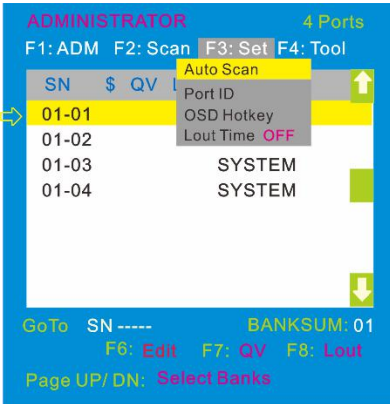 ADMINISTRATOR 4 Ports
F1: ADM F2: Scan F3: Set F4: Tool
Auto Scan
SN $ QV
Port ID
01-01 OSD Hotkey
01-02 Lout Time OFF
01-03 SYSTEM
01-04 SYSTEM
GoTo SN ----- BANKSUM: 01
F6: Edit F7: QV F8: Lout
Page UP/ DN: Select Banks